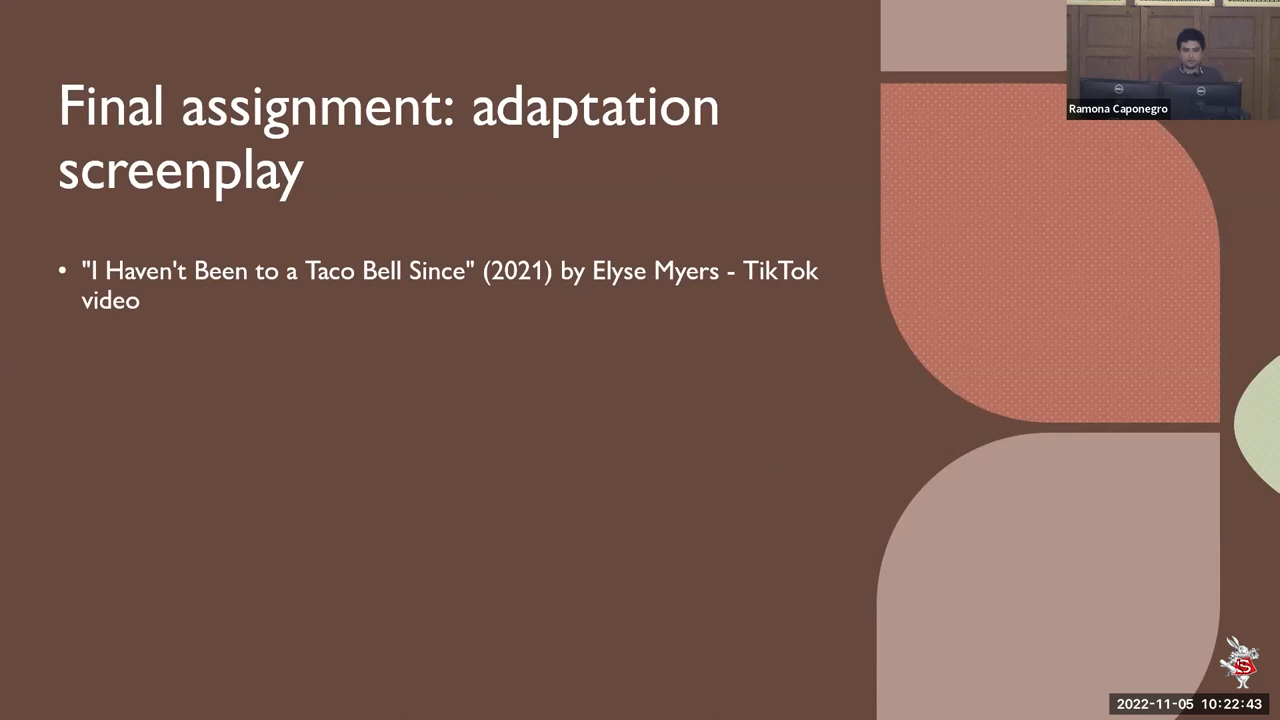 Final assignment: adaptation
screenplay
• "I Haven't Been to a Taco Bell Since" (2021) by Elyse Myers - TikTok
video
Ramona Caponegro
S
2022-11-05 10:22:43